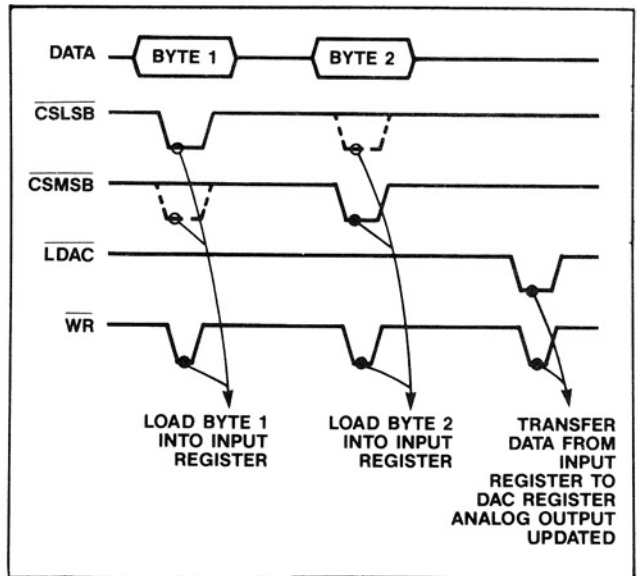 DATA BYTE 1 BYTE 2
CSLSB
CSMSB
LDAC
WR
LOAD BYTE 1
INTO INPUT
REGISTER
LOAD BYTE 2
INTO INPUT
REGISTER
TRANSFER
DATA FROM
INPUT
REGISTER TO
DAC REGISTER
ANALOG OUTPUT
UPDATED